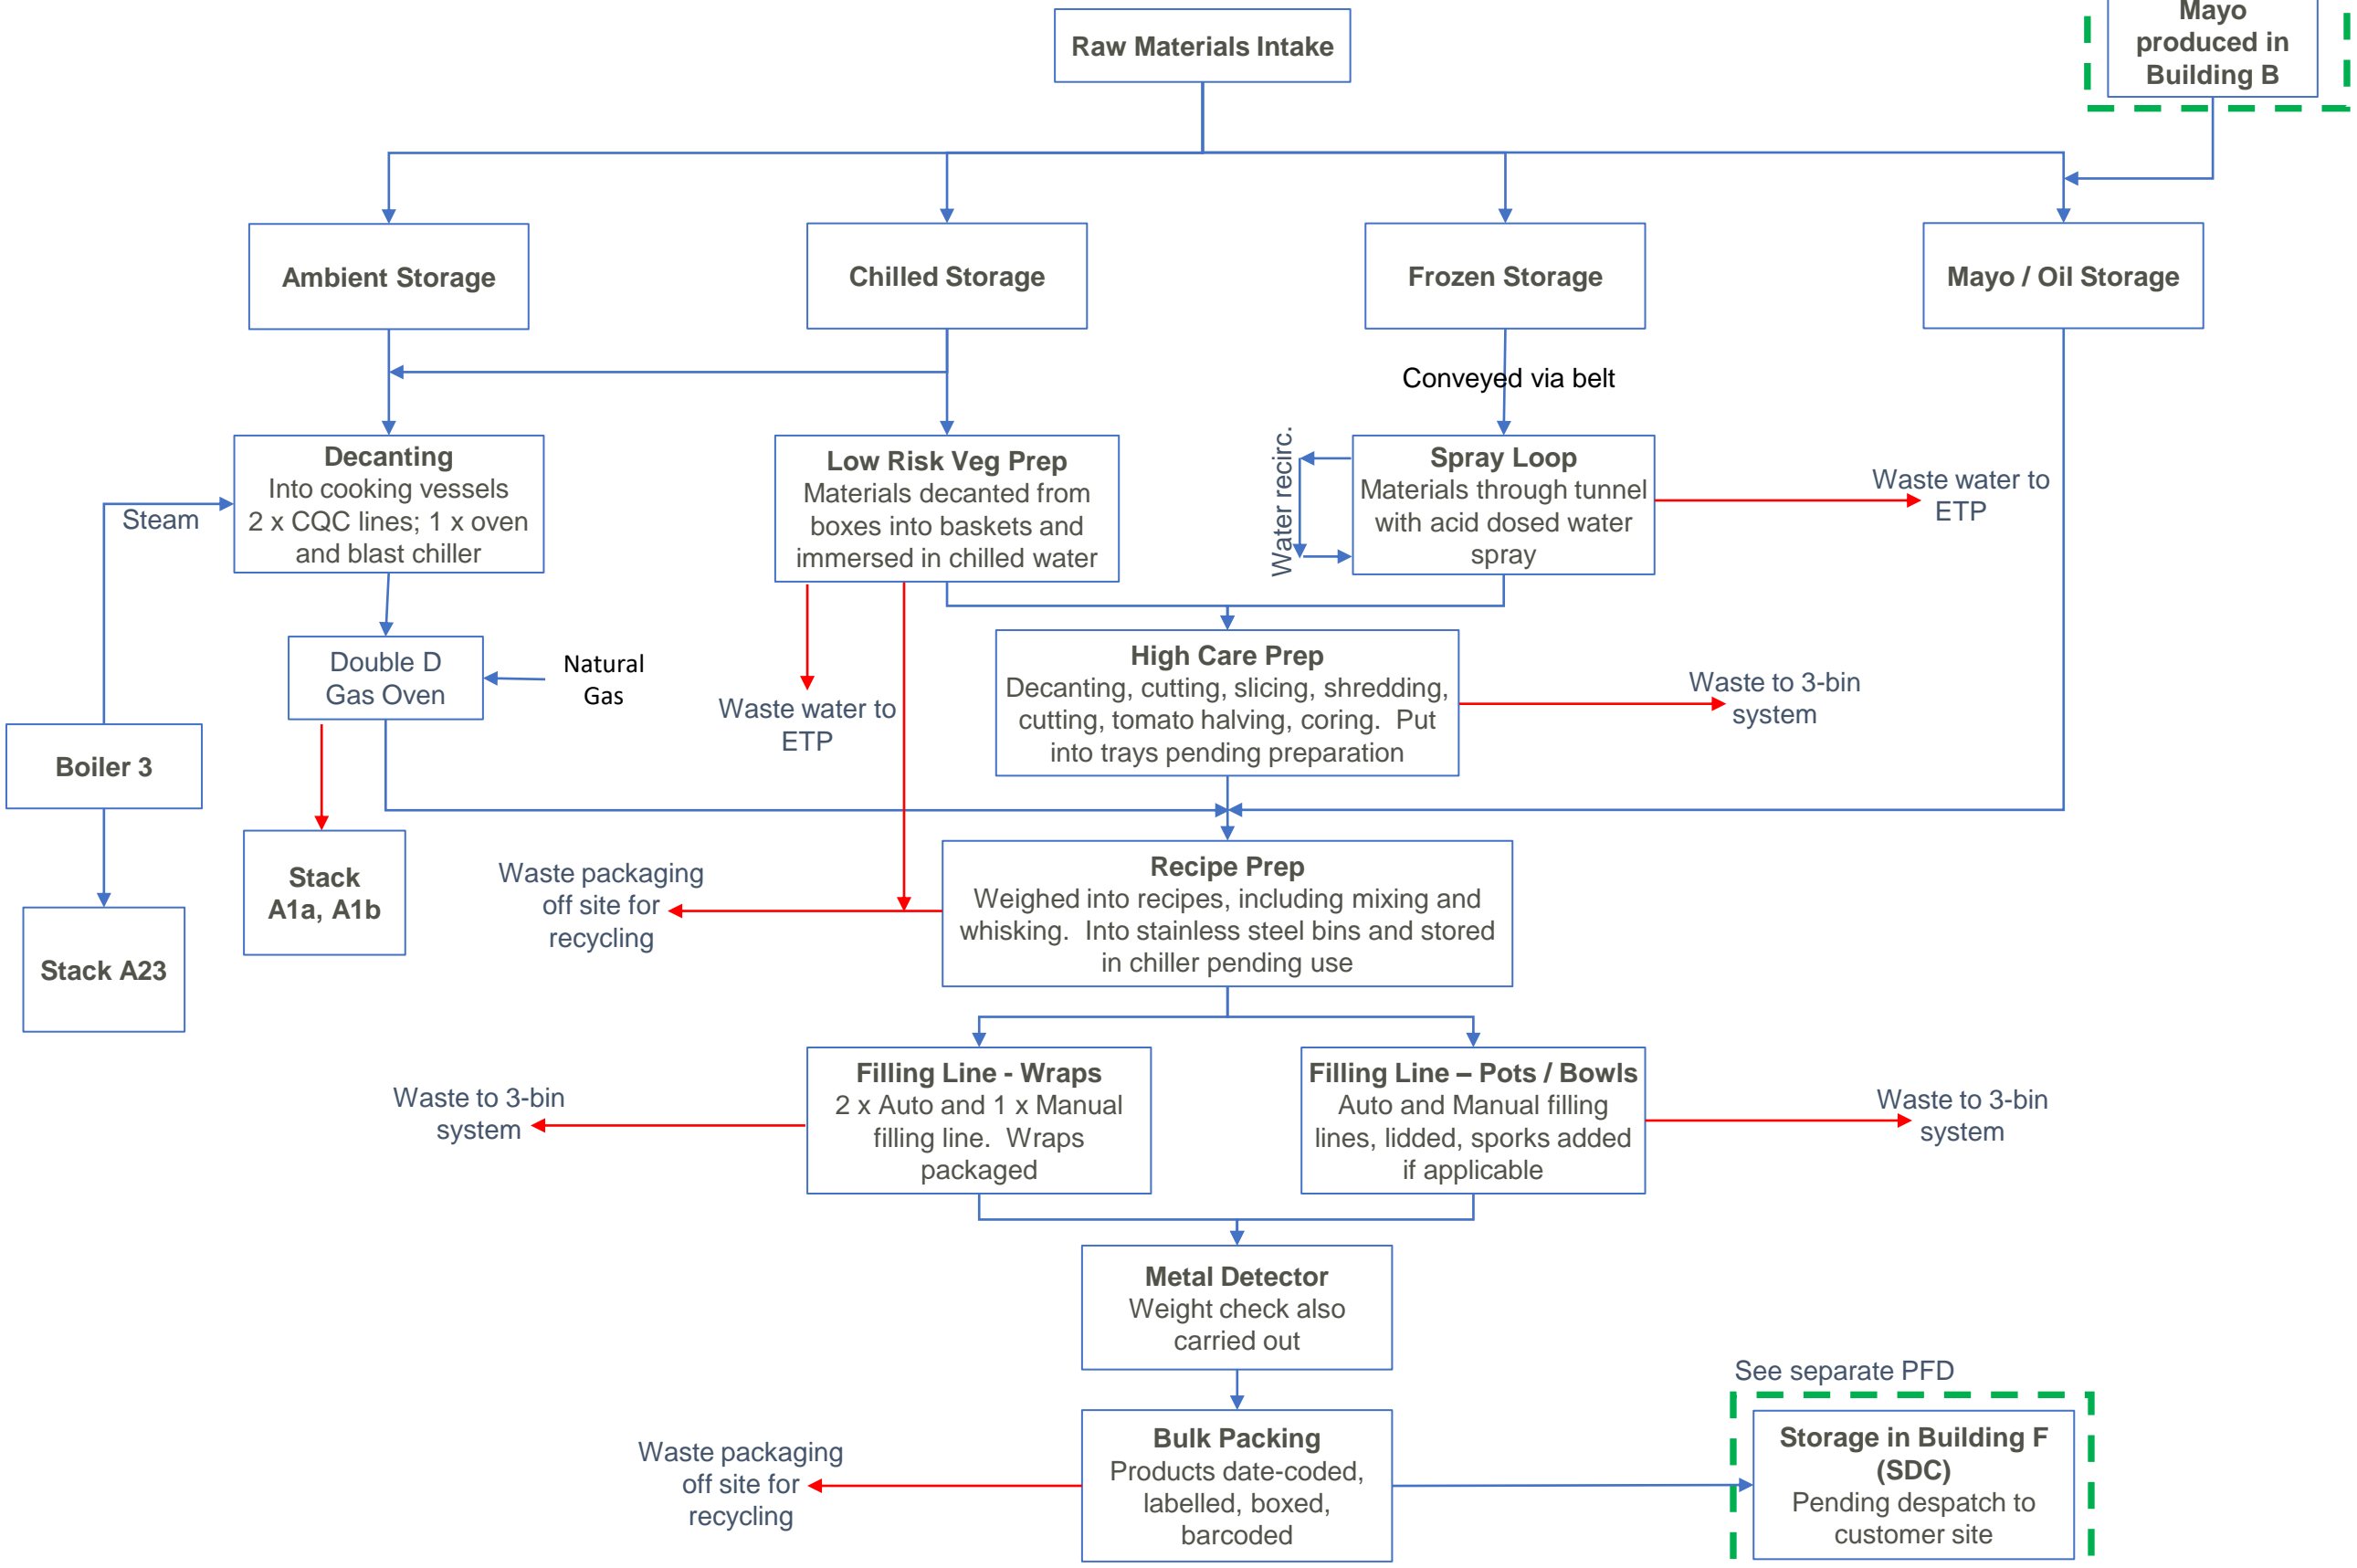 Raw Materials Intake
Mayo
produced in
Building B
Ambient Storage
Chilled Storage
Frozen Storage
Mayo / Oil Storage
Conveyed via belt
Steam
Decanting
Into cooking vessels
2 x CQC lines; 1 x oven
and blast chiller
Low Risk Veg Prep
Materials decanted from
boxes into baskets and
immersed in chilled water
Water recirc.
Spray Loop
Materials through tunnel
with acid dosed water
spray
Waste water to
ETP
Double D
Gas Oven
Natural
Gas
Waste water to
ETP
High Care Prep
Decanting, cutting, slicing, shredding,
cutting, tomato halving, coring.  Put
into trays pending preparation
Waste to 3-bin
system
Boiler 3
Stack
A1a, A1b
Stack A23
Waste packaging
off site for
recycling
Recipe Prep
Weighed into recipes, including mixing and
whisking.  Into stainless steel bins and stored
in chiller pending use
Waste to 3-bin
system
Filling Line - Wraps
2 x Auto and 1 x Manual
filling line.  Wraps
packaged
Filling Line – Pots / Bowls
Auto and Manual filling
lines, lidded, sporks added
if applicable
Waste to 3-bin
system
Metal Detector
Weight check also
carried out
See separate PFD
Waste packaging
off site for
recycling
Bulk Packing
Products date-coded,
labelled, boxed,
barcoded
Storage in Building F
(SDC)
Pending despatch to
customer site